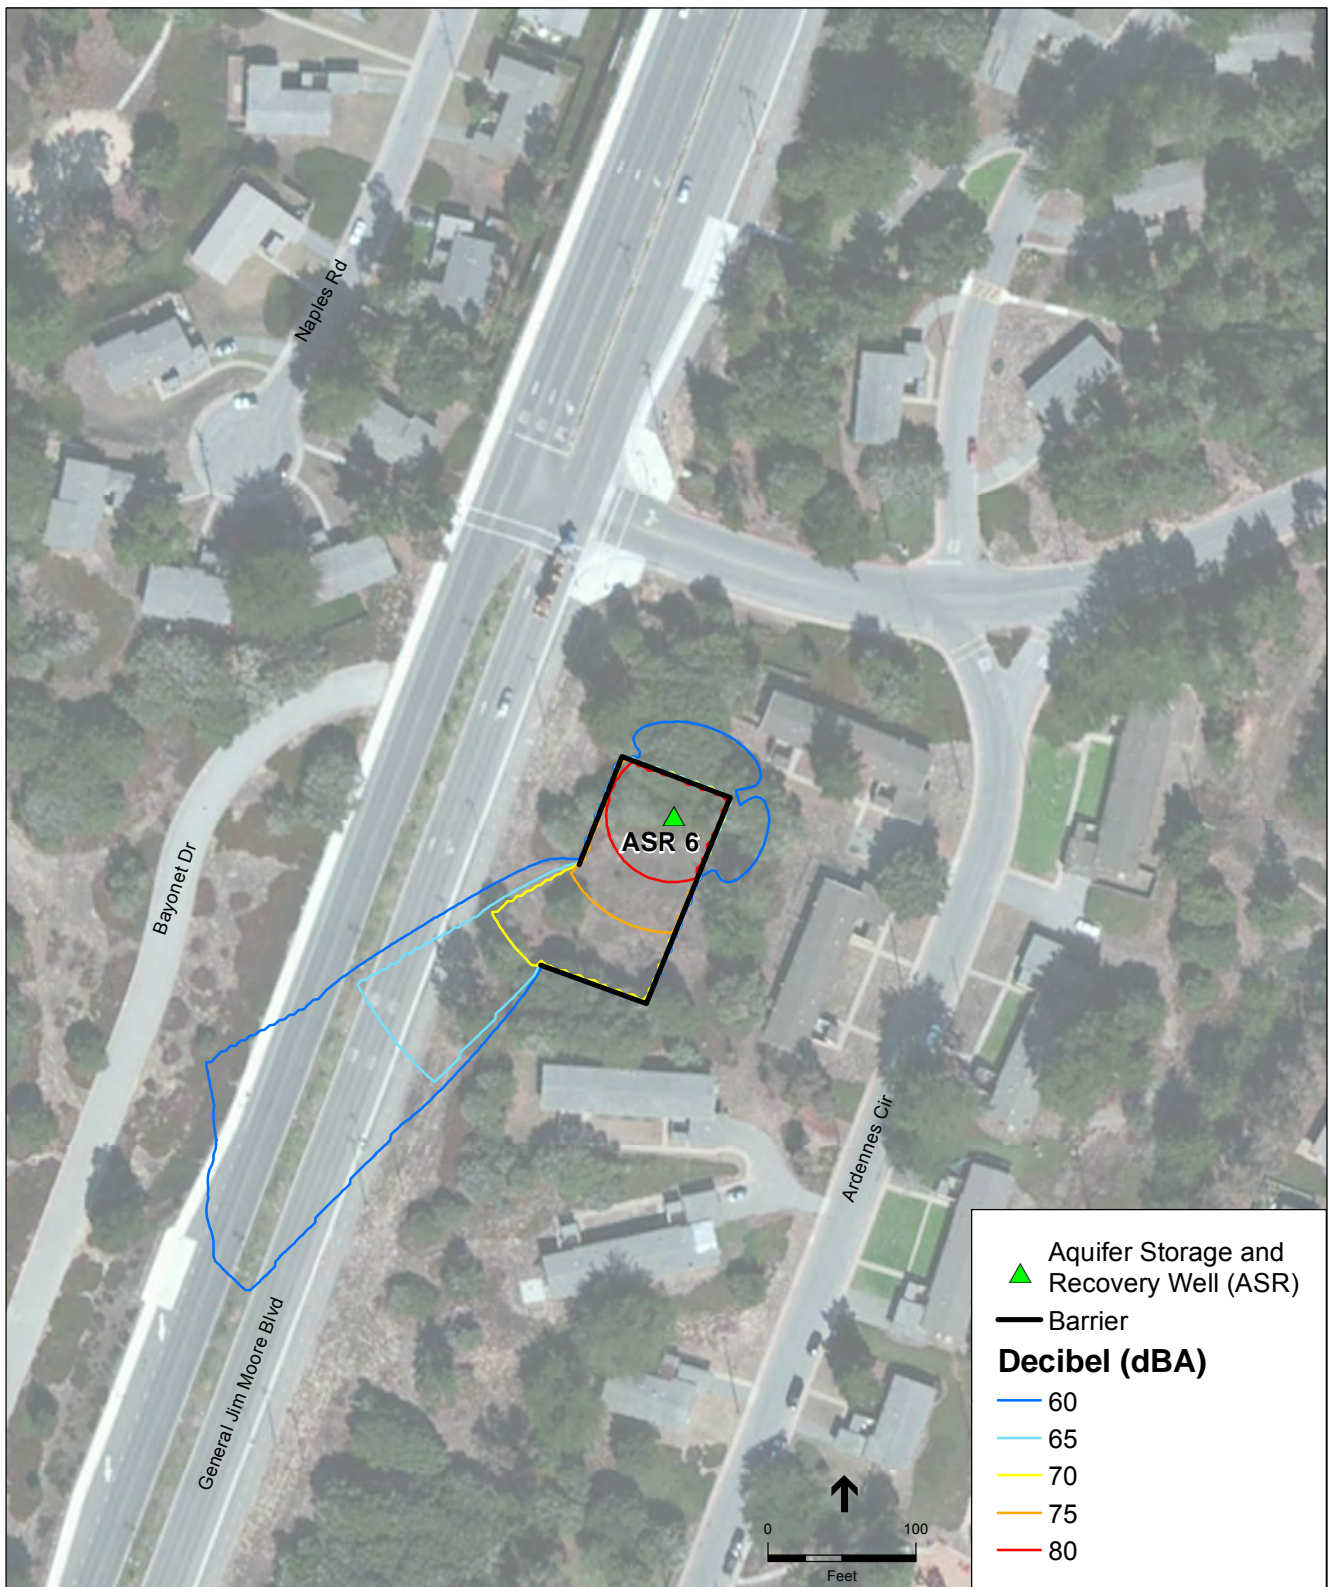 Naples Rd
ASR 6
Bayonet Dr
Ardennes Cir
General Jim Moore Blvd
Aquifer Storage and
Recovery Well (ASR)
Barrier
Decibel (dBA)
60
65
70
75
80
0 100
Feet